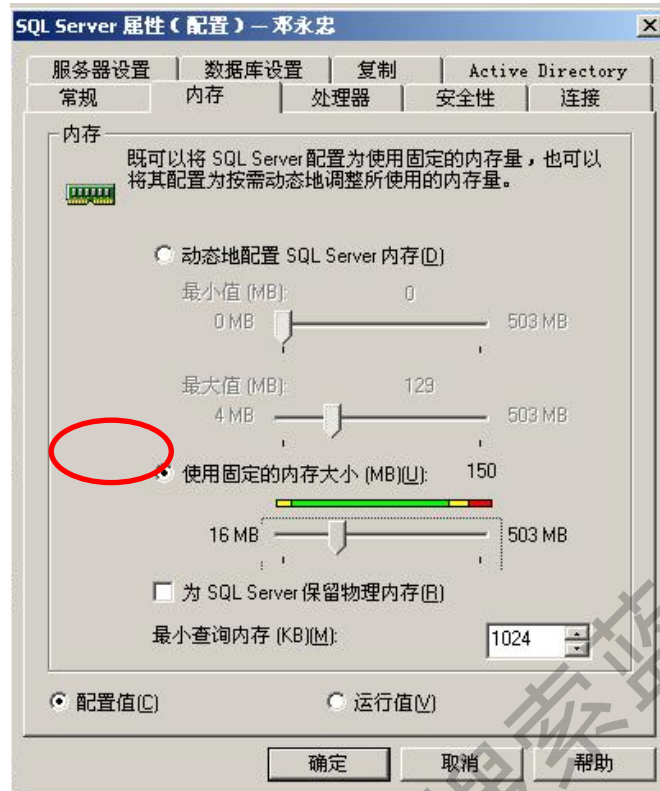 SQL Server 属性(配置)－邓永忠
服务器设置 数据库设置 复制 Active Directory
常规 内存 处理器 安全性 连接
内存
既可以将 SQL Server 配置为使用固定的内存量，也可以
将其配置为按需动态地调整所使用的内存量。
动态地配置 SQL Server 内存(D)
最小值 (MB): 0
0 MB 503 MB
最大值 (MB): 129
4 MB 503 MB
使用固定的内存大小 (MB)(U): 150
16 MB 503 MB
为 SQL Server 保留物理内存(R)
最小查询内存 (KB)(M): 1024
配置值(C) 运行值(V)
确定 取消 帮助